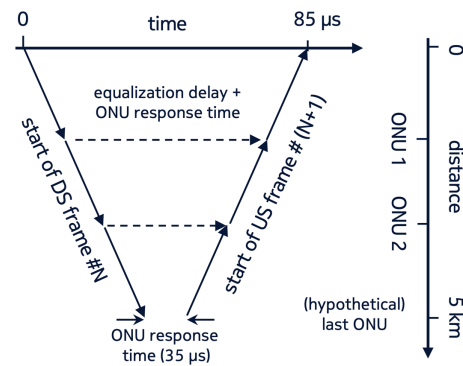 0
time
85 µs
0
equalization delay +
ONU response time
start of DS frame #N
start of US frame # (N+1)
ONU 1
distance
ONU 2
(hypothetical)
last ONU
5 km
ONU response
time (35 µs)